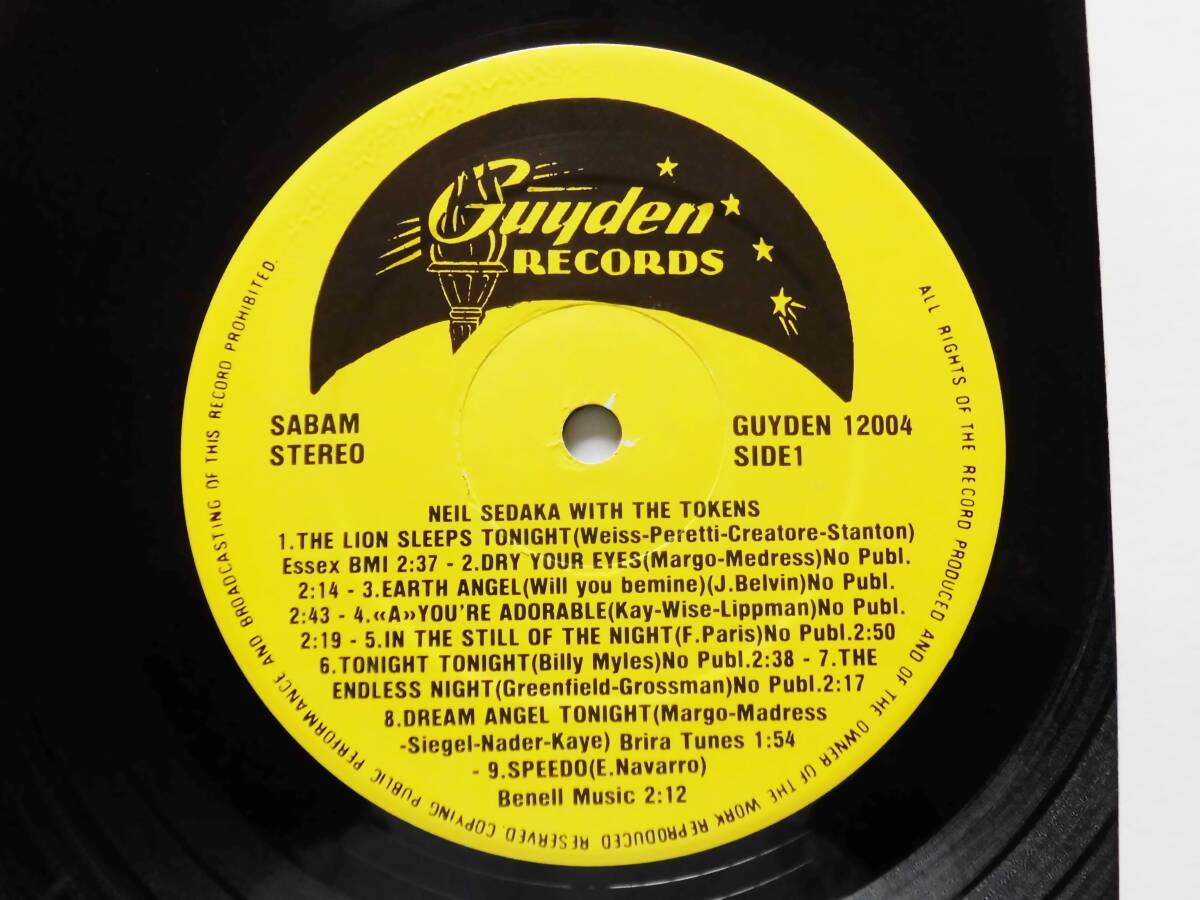 Guyden
RECORDS
SABAM
STEREO
GUYDEN 12004
SIDE1
NEIL SEDAKA WITH THE TOKENS
1.THE LION SLEEPS TONIGHT(Weiss-Peretti-Creatore-Stanton)
Essex BMI 2:37 - 2.DRY YOUR EYES(Margo-Medress)No Publ.
2:14 - 3.EARTH ANGEL(Will you bemine)(J.Belvin)No Publ.
2:43 - 4.«A»YOU'RE ADORABLE(Kay-Wise-Lippman)No Publ.
2:19 - 5.IN THE STILL OF THE NIGHT(F.Paris)No Publ.2:50
6.TONIGHT TONIGHT(Billy Myles)No Publ.2:38 - 7.THE
ENDLESS NIGHT(Greenfield-Grossman)No Publ.2:17
8.DREAM ANGEL TONIGHT(Margo-Madress
-Siegel-Nader-Kaye) Brira Tunes 1:54
- 9.SPEEDO(E.Navarro)
Benell Music 2:12
ALL RIGHTS OF THE RECORD PRODUCED AND OF THE OWNER OF THE WORK REPRODUCED RESERVED. COPYING PUBLIC PERFORMANCE AND BROADCASTING OF THIS RECORD PROHIBITED.